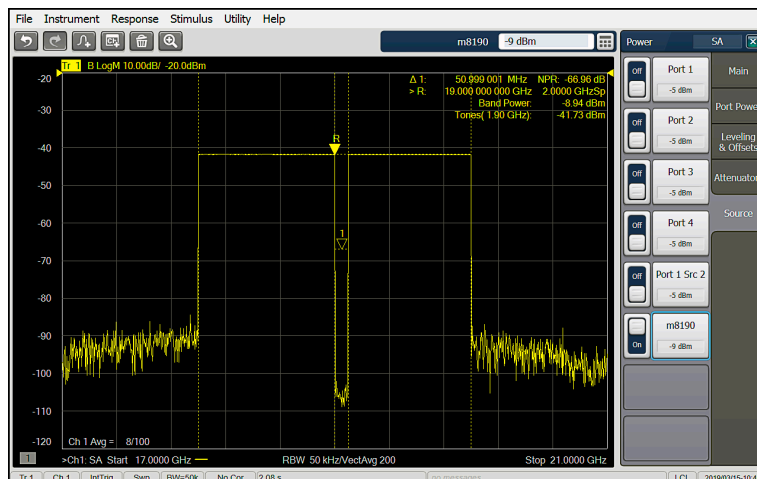 File Instrument Response Stimulus Utility Help
m8190 -9 dBm
Power SA
Tr 1 B LogM 10.00dB/ -20.0dBm
Δ 1: 50.999 001 MHz NPR: -66.96 dB
> R: 19.000 000 000 GHz 2.0000 GHzSp
Band Power: -8.94 dBm
Tones( 1.90 GHz): -41.73 dBm
-20
-30
-40
-50
-60
-70
-80
-90
-100
-110
-120
R
1
Ch 1 Avg = 8/100
1 >Ch1: SA Start 17.0000 GHz RBW 50 kHz/VectAvg 200 Stop 21.0000 GHz
Off Port 1
-5 dBm
Off Port 2
-5 dBm
Off Port 3
-5 dBm
Off Port 4
-5 dBm
Off Port 1 Src 2
-5 dBm
m8190
On -9 dBm
Main
Port Power
Leveling
& Offsets
Attenuator
Source
Tr 1 Ch 1 IntTrig Swp BW=50k No Cor 2.08 s no messages LCL 2019/03/15-10:4